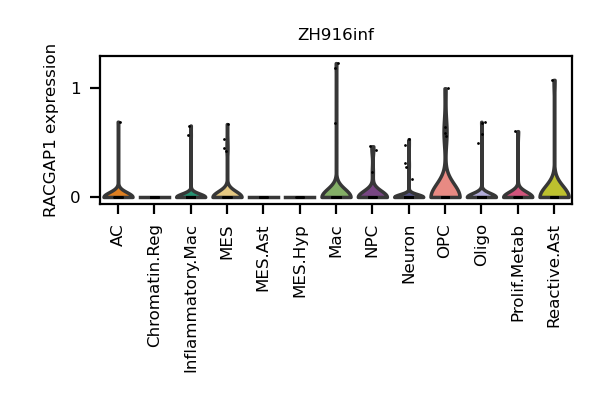 ZH916inf
RACGAP1 expression
1
0
AC
Chromatin.Reg
Inflammatory.Mac
MES
MES.Ast
MES.Hyp
Mac
NPC
Neuron
OPC
Oligo
Prolif.Metab
Reactive.Ast